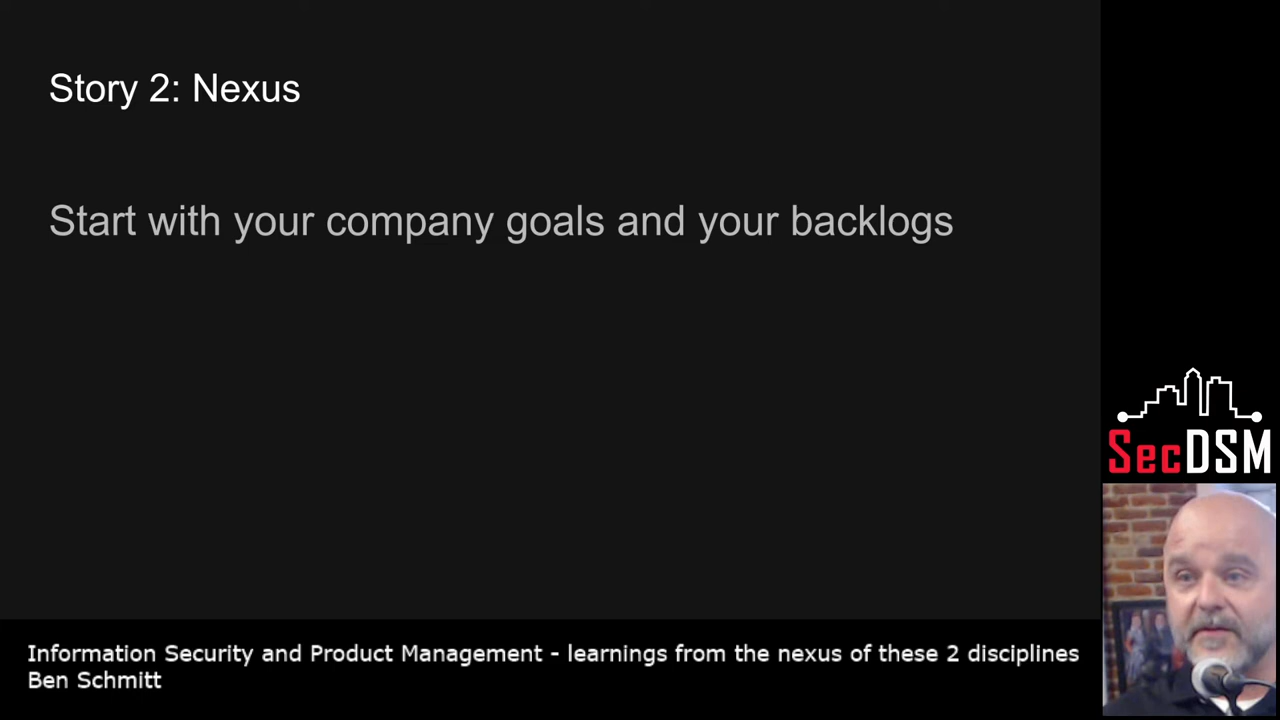 Story 2: Nexus
Start with your company goals and your backlogs
SecDSM
Information Security and Product Management - learnings from the nexus of these 2 disciplines
Ben Schmitt